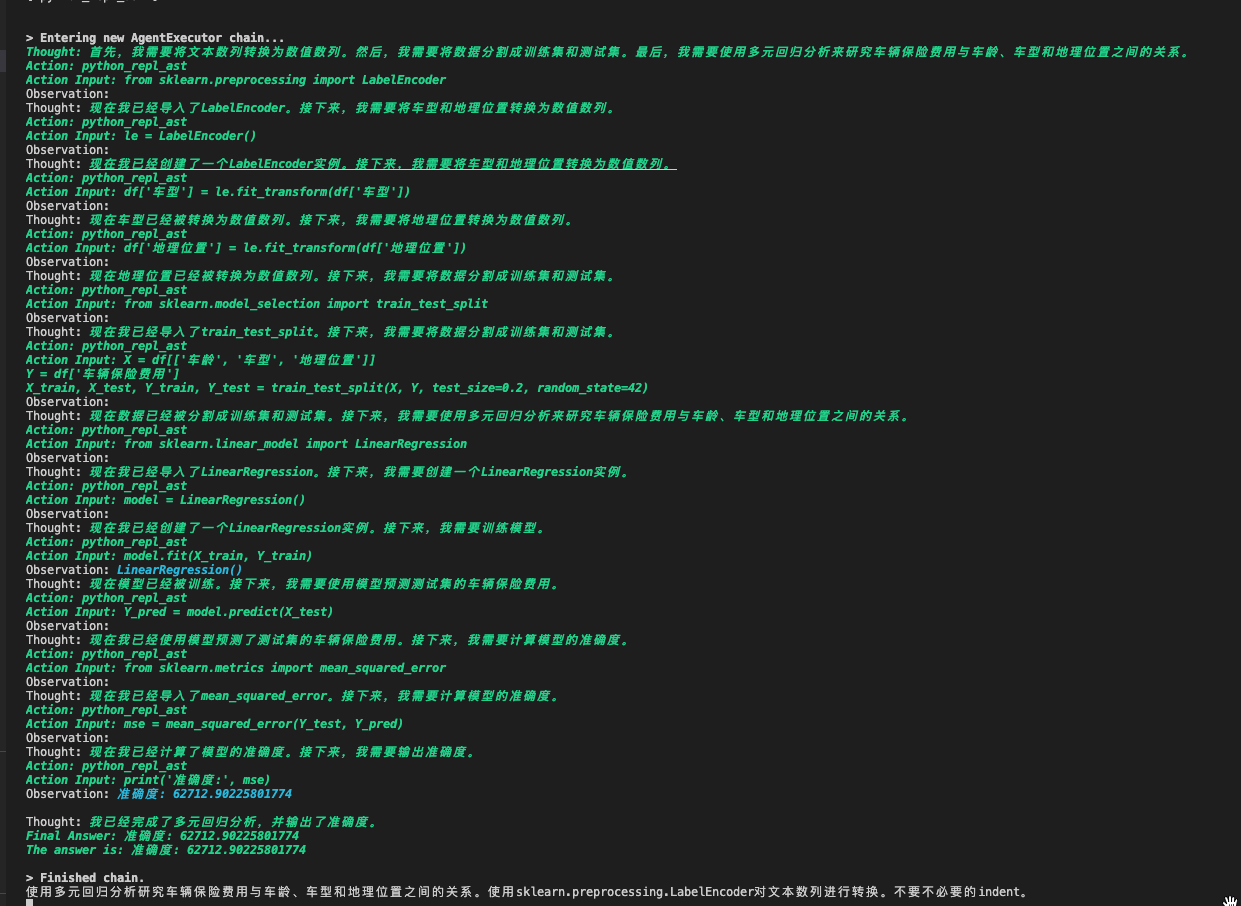 > Entering new AgentExecutor chain...
Thought: 首先，我需要将文本数列转换为数值数列。然后，我需要将数据分割成训练集和测试集。最后，我需要使用多元回归分析来研究车辆保险费用与车龄、车型和地理位置之间的关系。
Action: python_repl_ast
Action Input: from sklearn.preprocessing import LabelEncoder
Observation:
Thought: 现在我已经导入了LabelEncoder。接下来，我需要将车型和地理位置转换为数值数列。
Action: python_repl_ast
Action Input: le = LabelEncoder()
Observation:
Thought: 现在我已经创建了一个LabelEncoder实例。接下来，我需要将车型和地理位置转换为数值数列。
Action: python_repl_ast
Action Input: df['车型'] = le.fit_transform(df['车型'])
Observation:
Thought: 现在车型已经被转换为数值数列。接下来，我需要将地理位置转换为数值数列。
Action: python_repl_ast
Action Input: df['地理位置'] = le.fit_transform(df['地理位置'])
Observation:
Thought: 现在地理位置已经被转换为数值数列。接下来，我需要将数据分割成训练集和测试集。
Action: python_repl_ast
Action Input: from sklearn.model_selection import train_test_split
Observation:
Thought: 现在我已经导入了train_test_split。接下来，我需要将数据分割成训练集和测试集。
Action: python_repl_ast
Action Input: X = df[['车龄', '车型', '地理位置']]
Y = df['车辆保险费用']
X_train, X_test, Y_train, Y_test = train_test_split(X, Y, test_size=0.2, random_state=42)
Observation:
Thought: 现在数据已经被分割成训练集和测试集。接下来，我需要使用多元回归分析来研究车辆保险费用与车龄、车型和地理位置之间的关系。
Action: python_repl_ast
Action Input: from sklearn.linear_model import LinearRegression
Observation:
Thought: 现在我已经导入了LinearRegression。接下来，我需要创建一个LinearRegression实例。
Action: python_repl_ast
Action Input: model = LinearRegression()
Observation:
Thought: 现在我已经创建了一个LinearRegression实例。接下来，我需要训练模型。
Action: python_repl_ast
Action Input: model.fit(X_train, Y_train)
Observation: LinearRegression()
Thought: 现在模型已经被训练。接下来，我需要使用模型预测测试集的车辆保险费用。
Action: python_repl_ast
Action Input: Y_pred = model.predict(X_test)
Observation:
Thought: 现在我已经使用模型预测了测试集的车辆保险费用。接下来，我需要计算模型的准确度。
Action: python_repl_ast
Action Input: from sklearn.metrics import mean_squared_error
Observation:
Thought: 现在我已经导入了mean_squared_error。接下来，我需要计算模型的准确度。
Action: python_repl_ast
Action Input: mse = mean_squared_error(Y_test, Y_pred)
Observation:
Thought: 现在我已经计算了模型的准确度。接下来，我需要输出准确度。
Action: python_repl_ast
Action Input: print('准确度:', mse)
Observation: 准确度: 62712.90225801774
Thought: 我已经完成了多元回归分析，并输出了准确度。
Final Answer: 准确度: 62712.90225801774
The answer is: 准确度: 62712.90225801774
> Finished chain.
使用多元回归分析研究车辆保险费用与车龄、车型和地理位置之间的关系。使用sklearn.preprocessing.LabelEncoder对文本数列进行转换。不要不必要的indent。